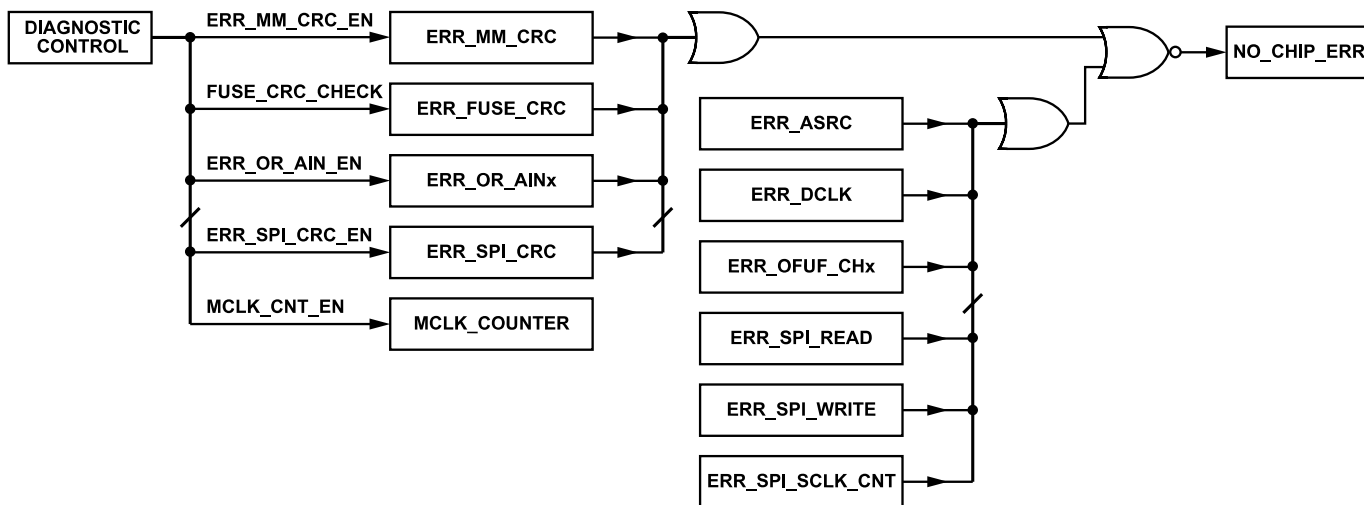 DIAGNOSTIC
CONTROL
ERR_MM_CRC_EN
ERR_MM_CRC
NO_CHIP_ERR
FUSE_CRC_CHECK
ERR_FUSE_CRC
ERR_ASRC
ERR_OR_AIN_EN
ERR_OR_AINx
ERR_DCLK
ERR_SPI_CRC_EN
ERR_SPI_CRC
ERR_OFUF_CHx
MCLK_CNT_EN
MCLK_COUNTER
ERR_SPI_READ
ERR_SPI_WRITE
ERR_SPI_SCLK_CNT